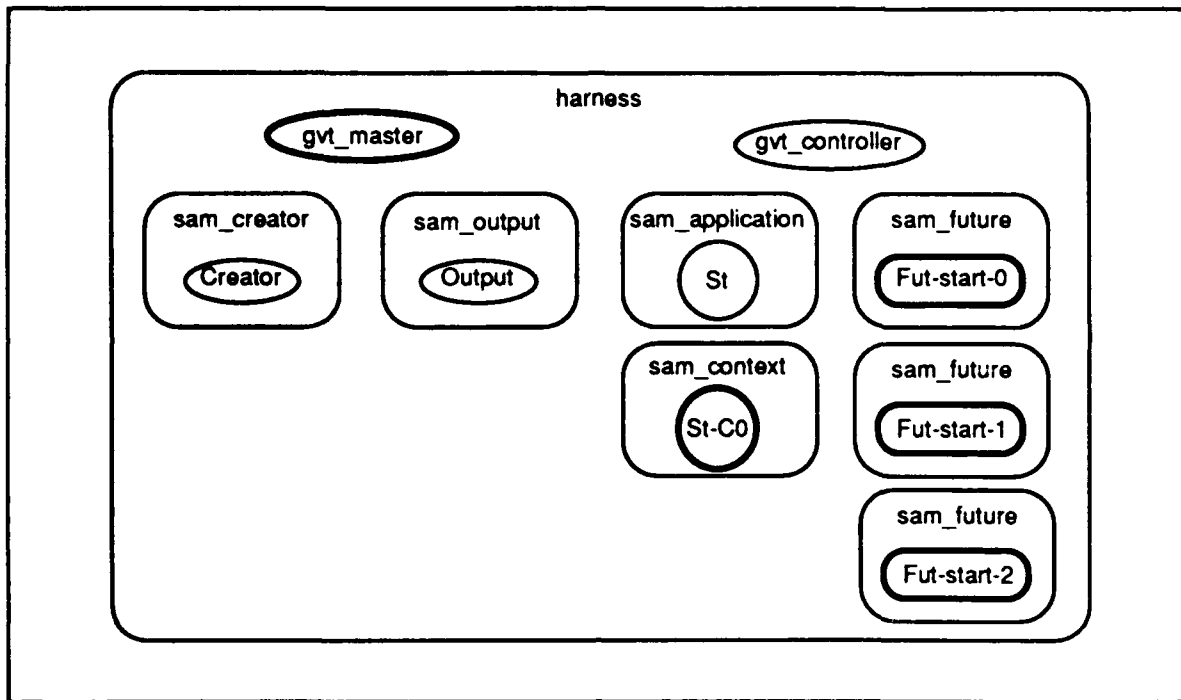 harness
gvt_master
gvt_controller
sam_creator
Creator
sam_output
Output
sam_application
St
sam_future
Fut-start-0
sam_context
St-C0
sam_future
Fut-start-1
sam_future
Fut-start-2